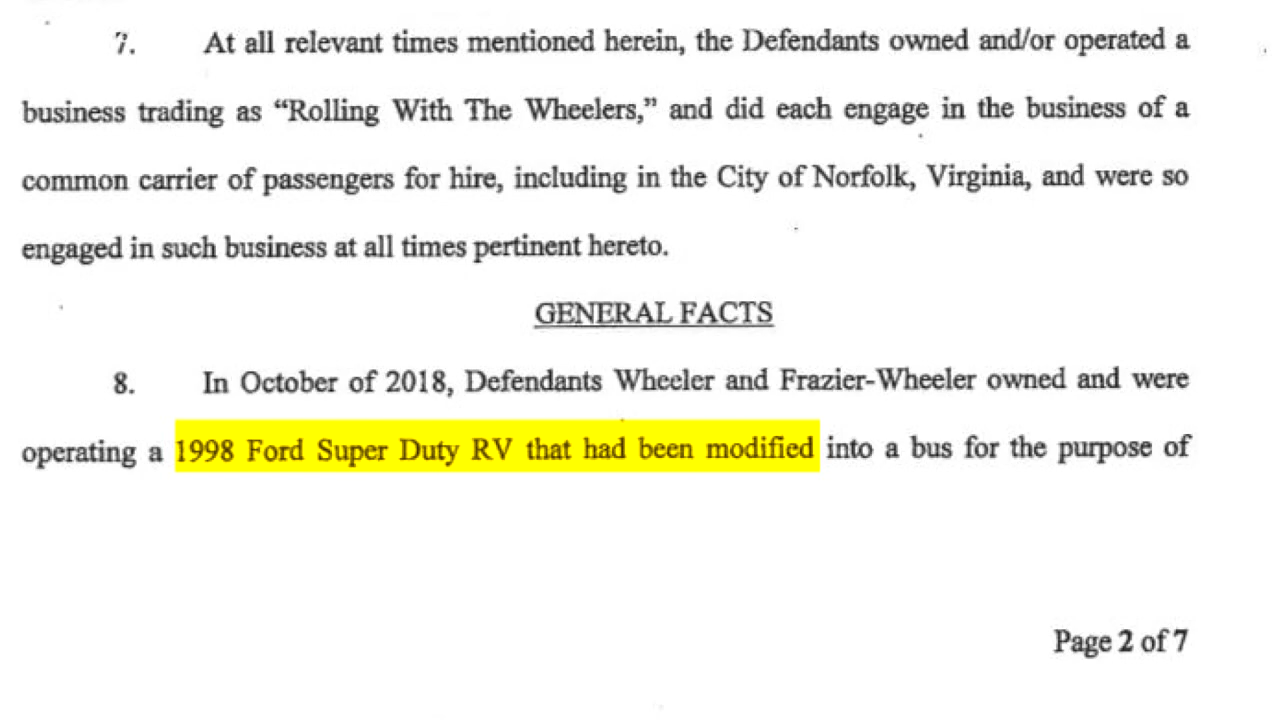 7. At all relevant times mentioned herein, the Defendants owned and/or operated a
business trading as “Rolling With The Wheelers,” and did each engage in the business of a
common carrier of passengers for hire, including in the City of Norfolk, Virginia, and were so
engaged in such business at all times pertinent hereto.
GENERAL FACTS
8. In October of 2018, Defendants Wheeler and Frazier-Wheeler owned and were
operating a 1998 Ford Super Duty RV that had been modified into a bus for the purpose of
Page 2 of 7